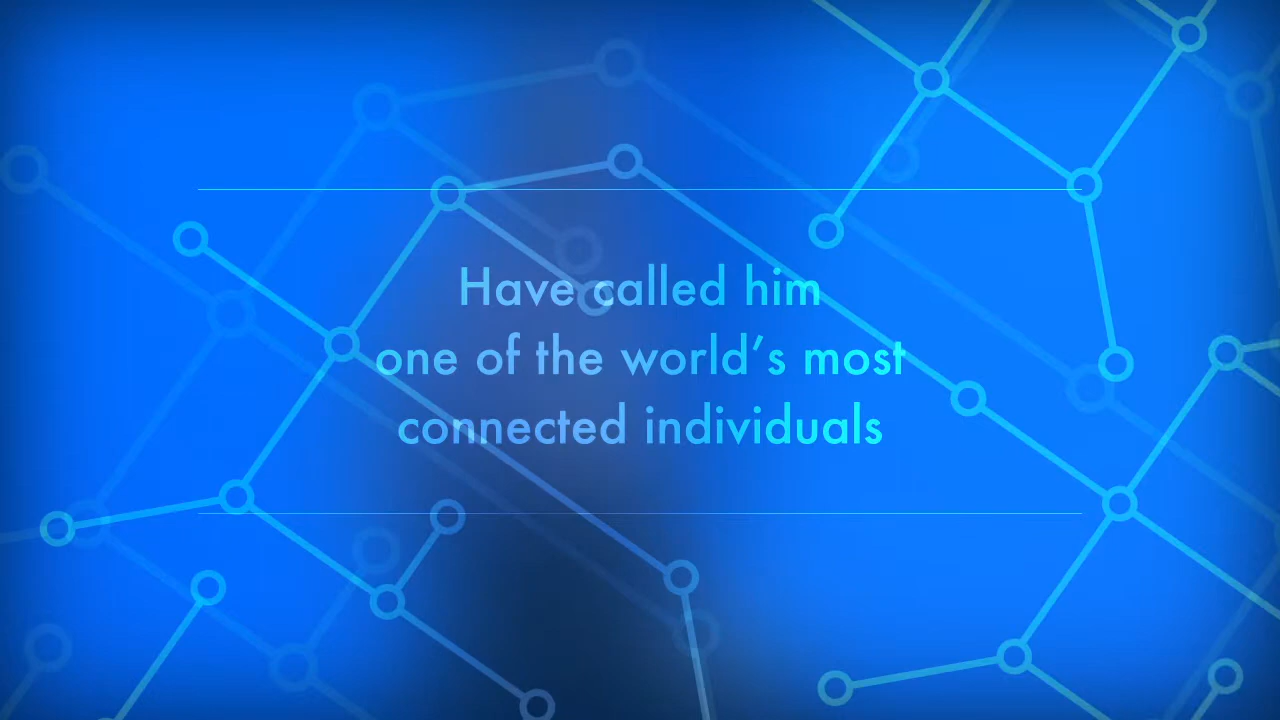 Have called him
one of the world’s most
connected individuals